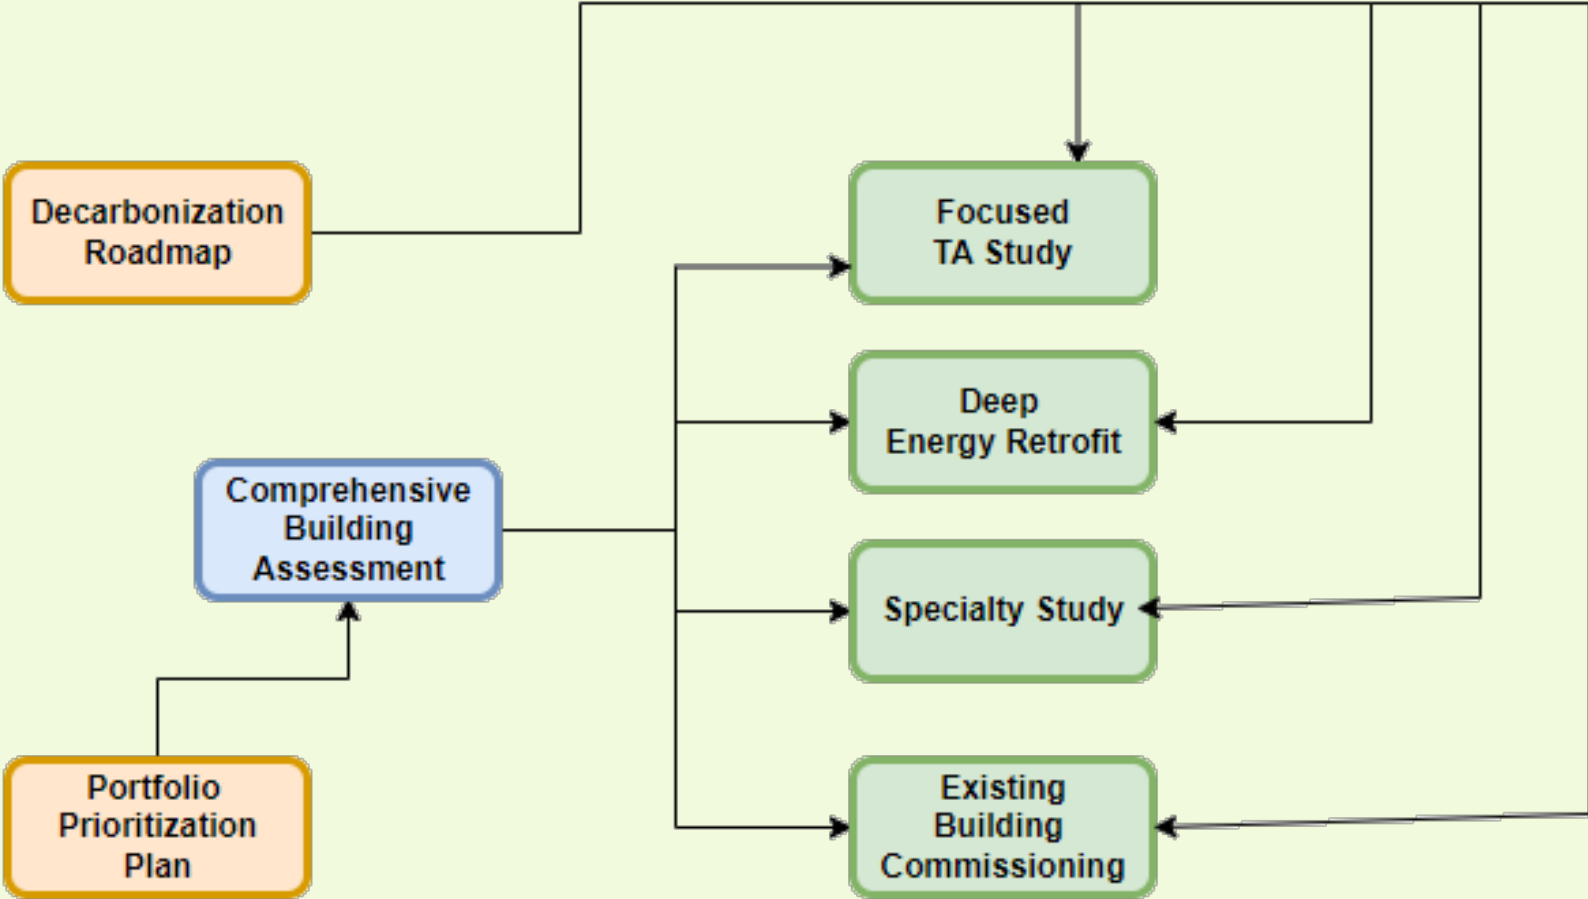 Decarbonization
Roadmap
Focused
TA Study
Deep
Energy Retrofit
Comprehensive
Building
Assessment
Specialty Study
Portfolio
Prioritization
Plan
Existing
Building
Commissioning